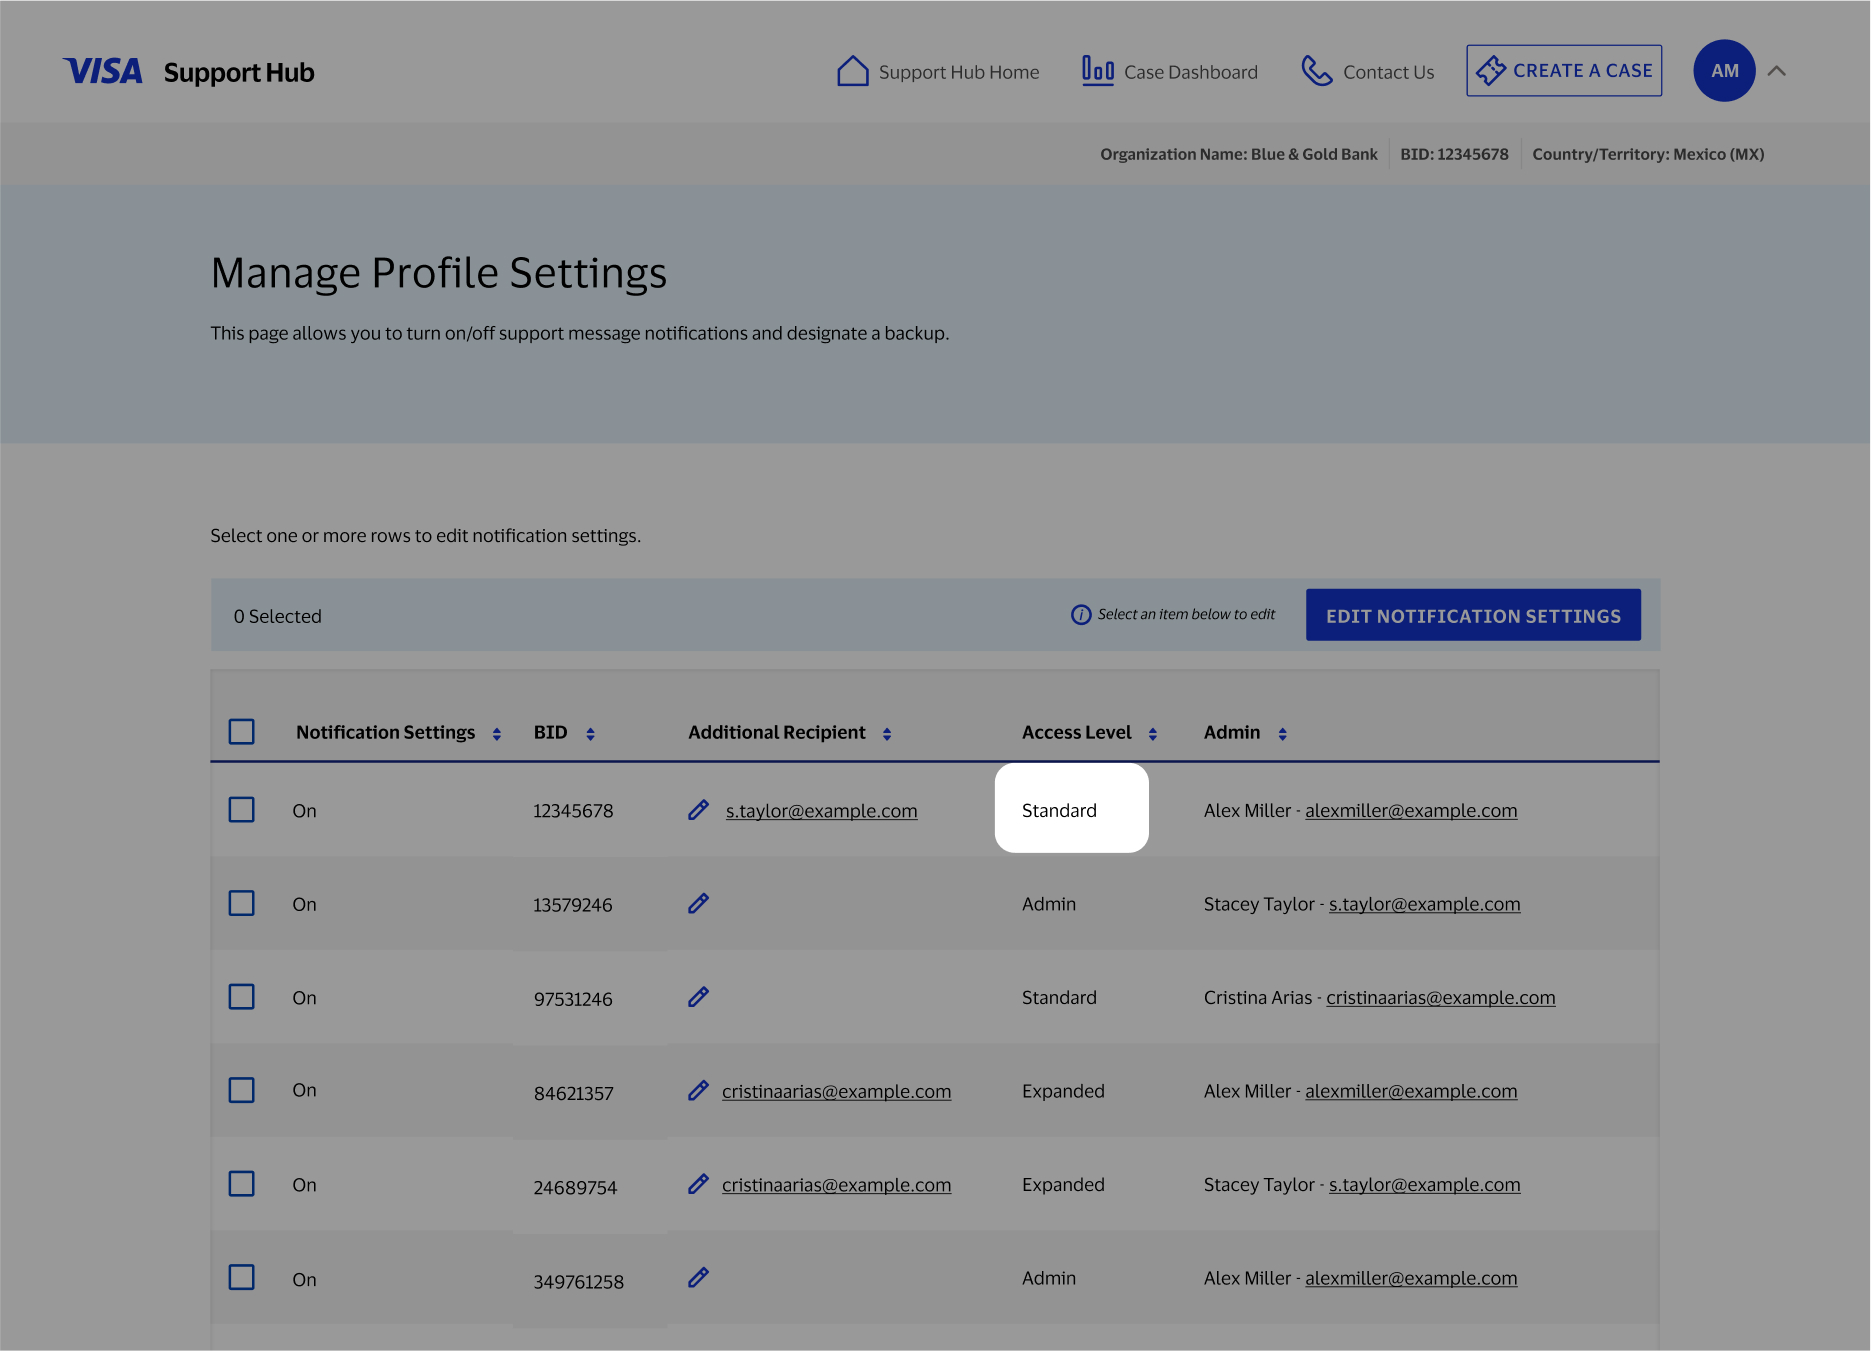 VISA Support Hub Support Hub Home Case Dashboard Contact Us CREATE A CASE AM
Organization Name: Blue & Gold Bank BID: 12345678 Country/Territory: Mexico (MX)
Manage Profile Settings
This page allows you to turn on/off support message notifications and designate a backup.
Select one or more rows to edit notification settings.
0 Selected Select an item below to edit EDIT NOTIFICATION SETTINGS
Notification Settings BID Additional Recipient Access Level Admin
On 12345678 s.taylor@example.com Standard Alex Miller - alexmiller@example.com
On 13579246 Admin Stacey Taylor - s.taylor@example.com
On 97531246 Standard Cristina Arias - cristinaarias@example.com
On 84621357 cristinaarias@example.com Expanded Alex Miller - alexmiller@example.com
On 24689754 cristinaarias@example.com Expanded Stacey Taylor - s.taylor@example.com
On 349761258 Admin Alex Miller - alexmiller@example.com